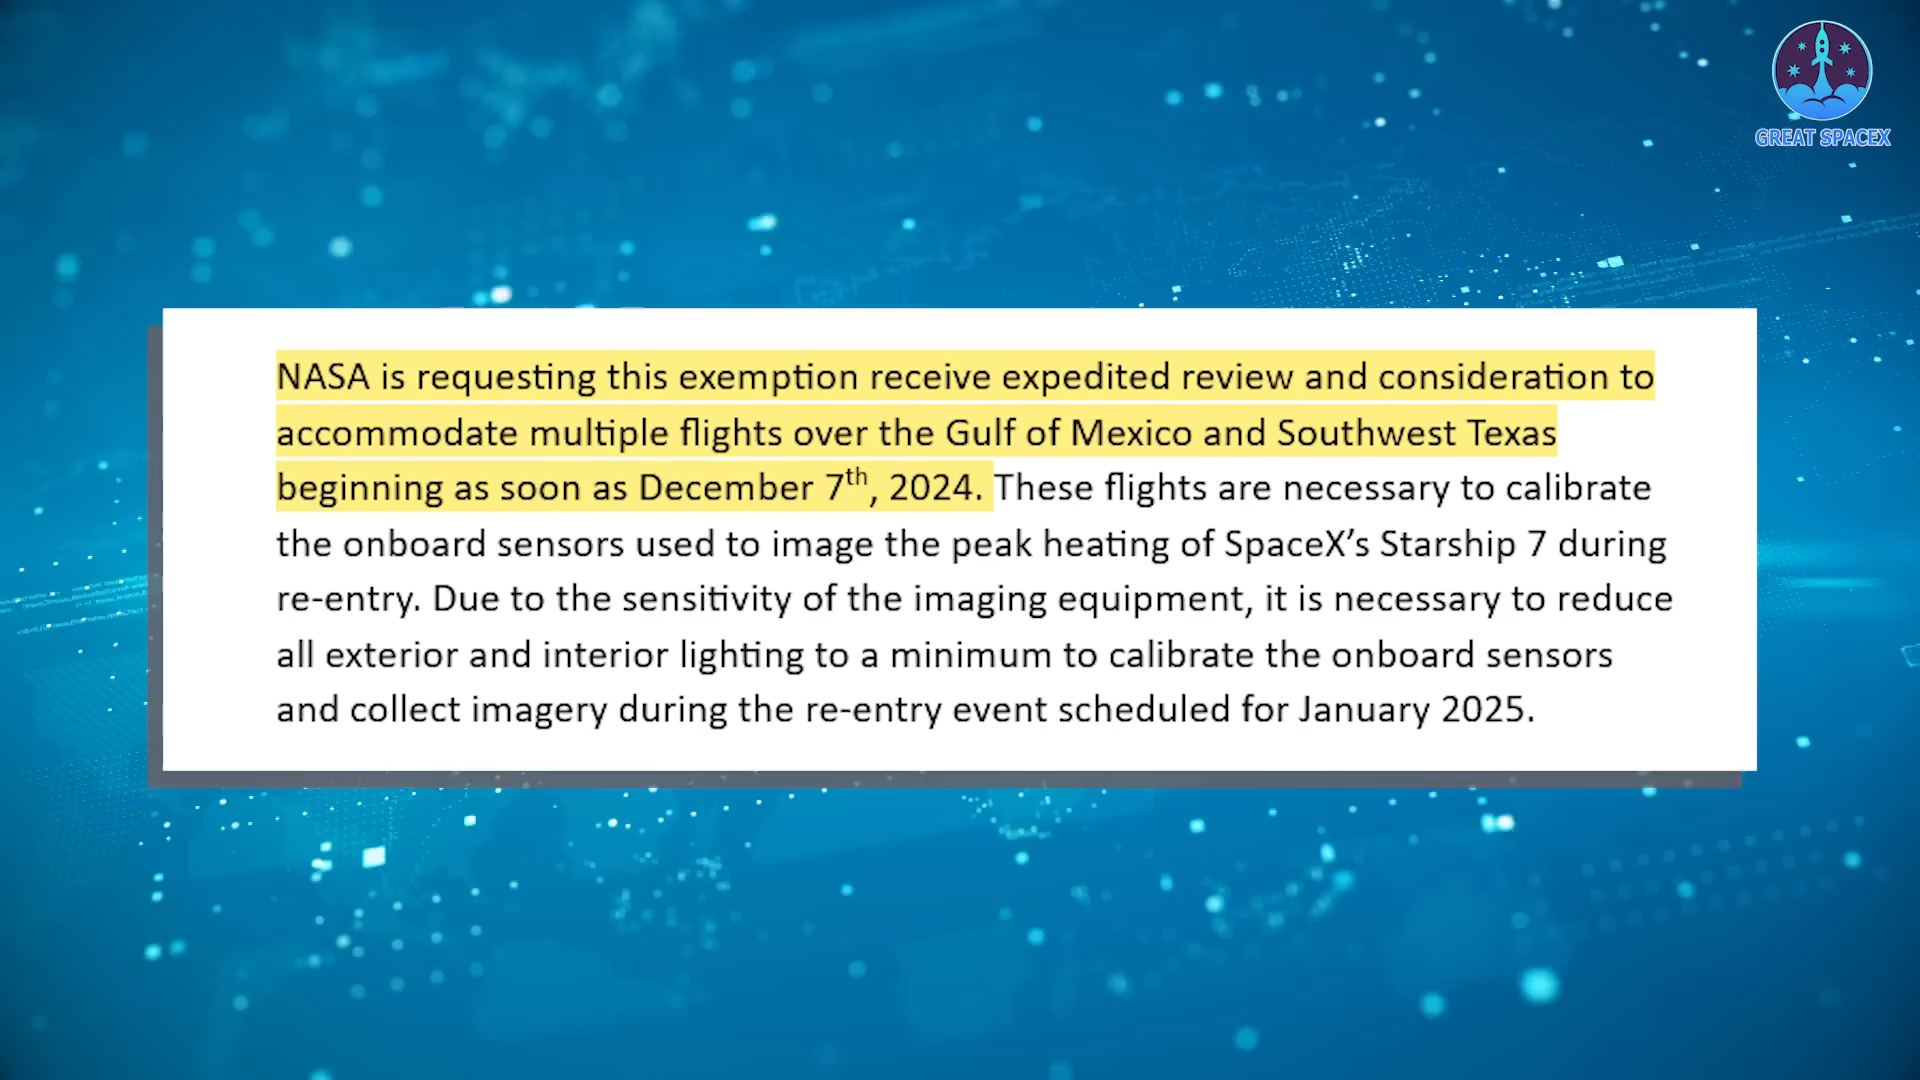 GREAT SPACEX
NASA is requesting this exemption receive expedited review and consideration to
accommodate multiple flights over the Gulf of Mexico and Southwest Texas
beginning as soon as December 7th, 2024. These flights are necessary to calibrate
the onboard sensors used to image the peak heating of SpaceX’s Starship 7 during
re-entry. Due to the sensitivity of the imaging equipment, it is necessary to reduce
all exterior and interior lighting to a minimum to calibrate the onboard sensors
and collect imagery during the re-entry event scheduled for January 2025.